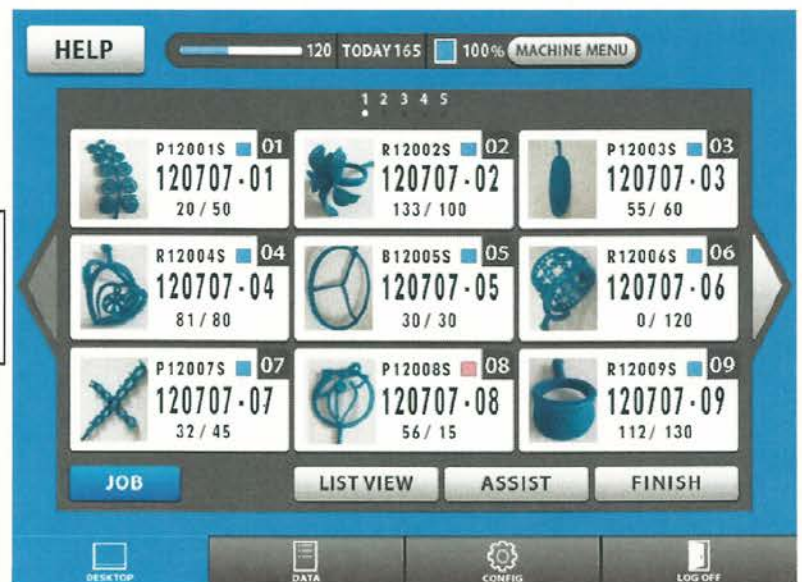 HELP
120 TODAY 165 100% MACHINE MENU
1 2 3 4 5
P12001S 01
120707-01
20/50
R12002S 02
120707-02
133/100
P12003S 03
120707-03
55/60
R12004S 04
120707-04
81/80
B12005S 05
120707-05
30/30
R12006S 06
120707-06
0/120
P12007S 07
120707-07
32/45
P12008S 08
120707-08
56/15
R12009S 09
120707-09
112/130
JOB LIST VIEW ASSIST FINISH
DESKTOP DATA CONFIG LOG OFF